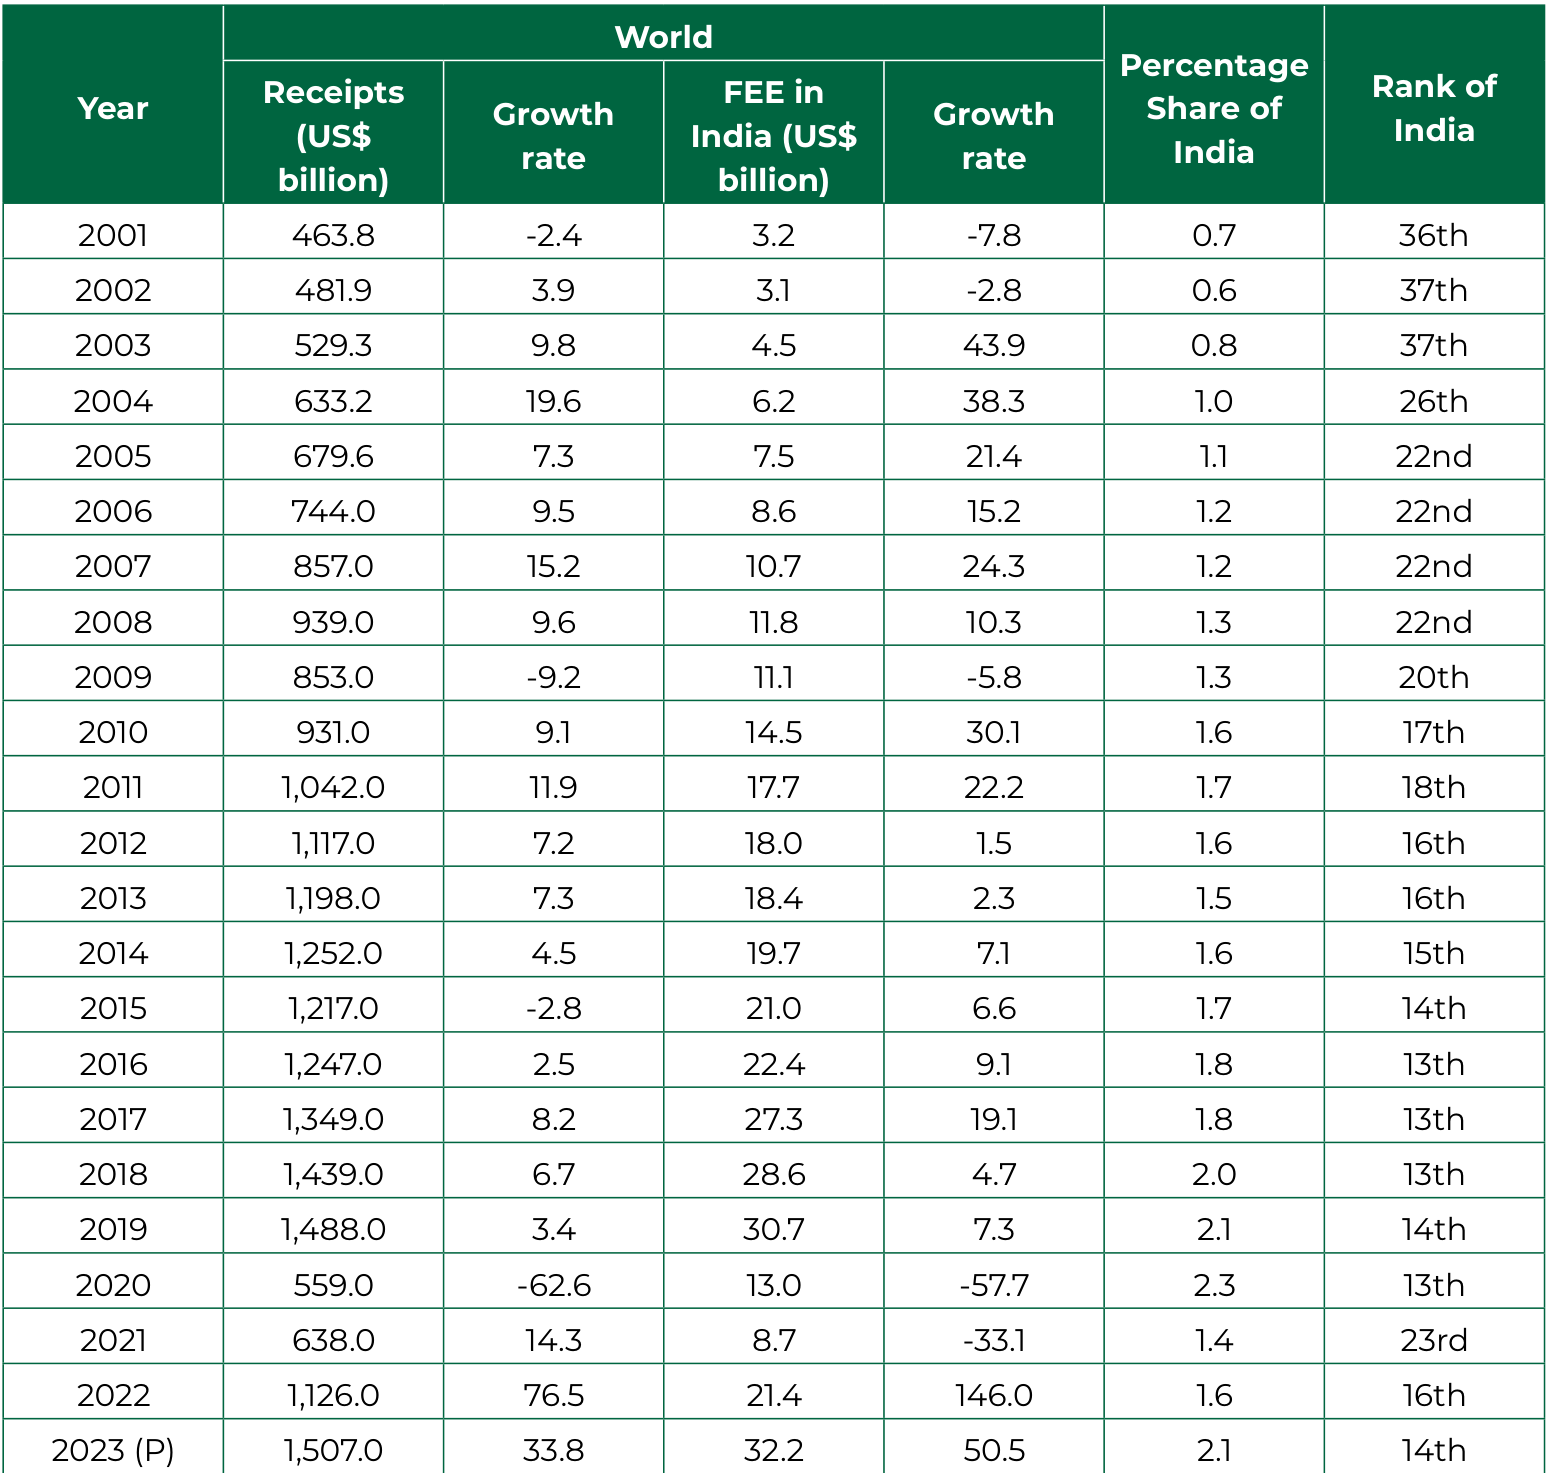 Year World Percentage Share of India Rank of India
Receipts (US$ billion) Growth rate FEE in India (US$ billion) Growth rate
2001 463.8 -2.4 3.2 -7.8 0.7 36th
2002 481.9 3.9 3.1 -2.8 0.6 37th
2003 529.3 9.8 4.5 43.9 0.8 37th
2004 633.2 19.6 6.2 38.3 1.0 26th
2005 679.6 7.3 7.5 21.4 1.1 22nd
2006 744.0 9.5 8.6 15.2 1.2 22nd
2007 857.0 15.2 10.7 24.3 1.2 22nd
2008 939.0 9.6 11.8 10.3 1.3 22nd
2009 853.0 -9.2 11.1 -5.8 1.3 20th
2010 931.0 9.1 14.5 30.1 1.6 17th
2011 1,042.0 11.9 17.7 22.2 1.7 18th
2012 1,117.0 7.2 18.0 1.5 1.6 16th
2013 1,198.0 7.3 18.4 2.3 1.5 16th
2014 1,252.0 4.5 19.7 7.1 1.6 15th
2015 1,217.0 -2.8 21.0 6.6 1.7 14th
2016 1,247.0 2.5 22.4 9.1 1.8 13th
2017 1,349.0 8.2 27.3 19.1 1.8 13th
2018 1,439.0 6.7 28.6 4.7 2.0 13th
2019 1,488.0 3.4 30.7 7.3 2.1 14th
2020 559.0 -62.6 13.0 -57.7 2.3 13th
2021 638.0 14.3 8.7 -33.1 1.4 23rd
2022 1,126.0 76.5 21.4 146.0 1.6 16th
2023 (P) 1,507.0 33.8 32.2 50.5 2.1 14th